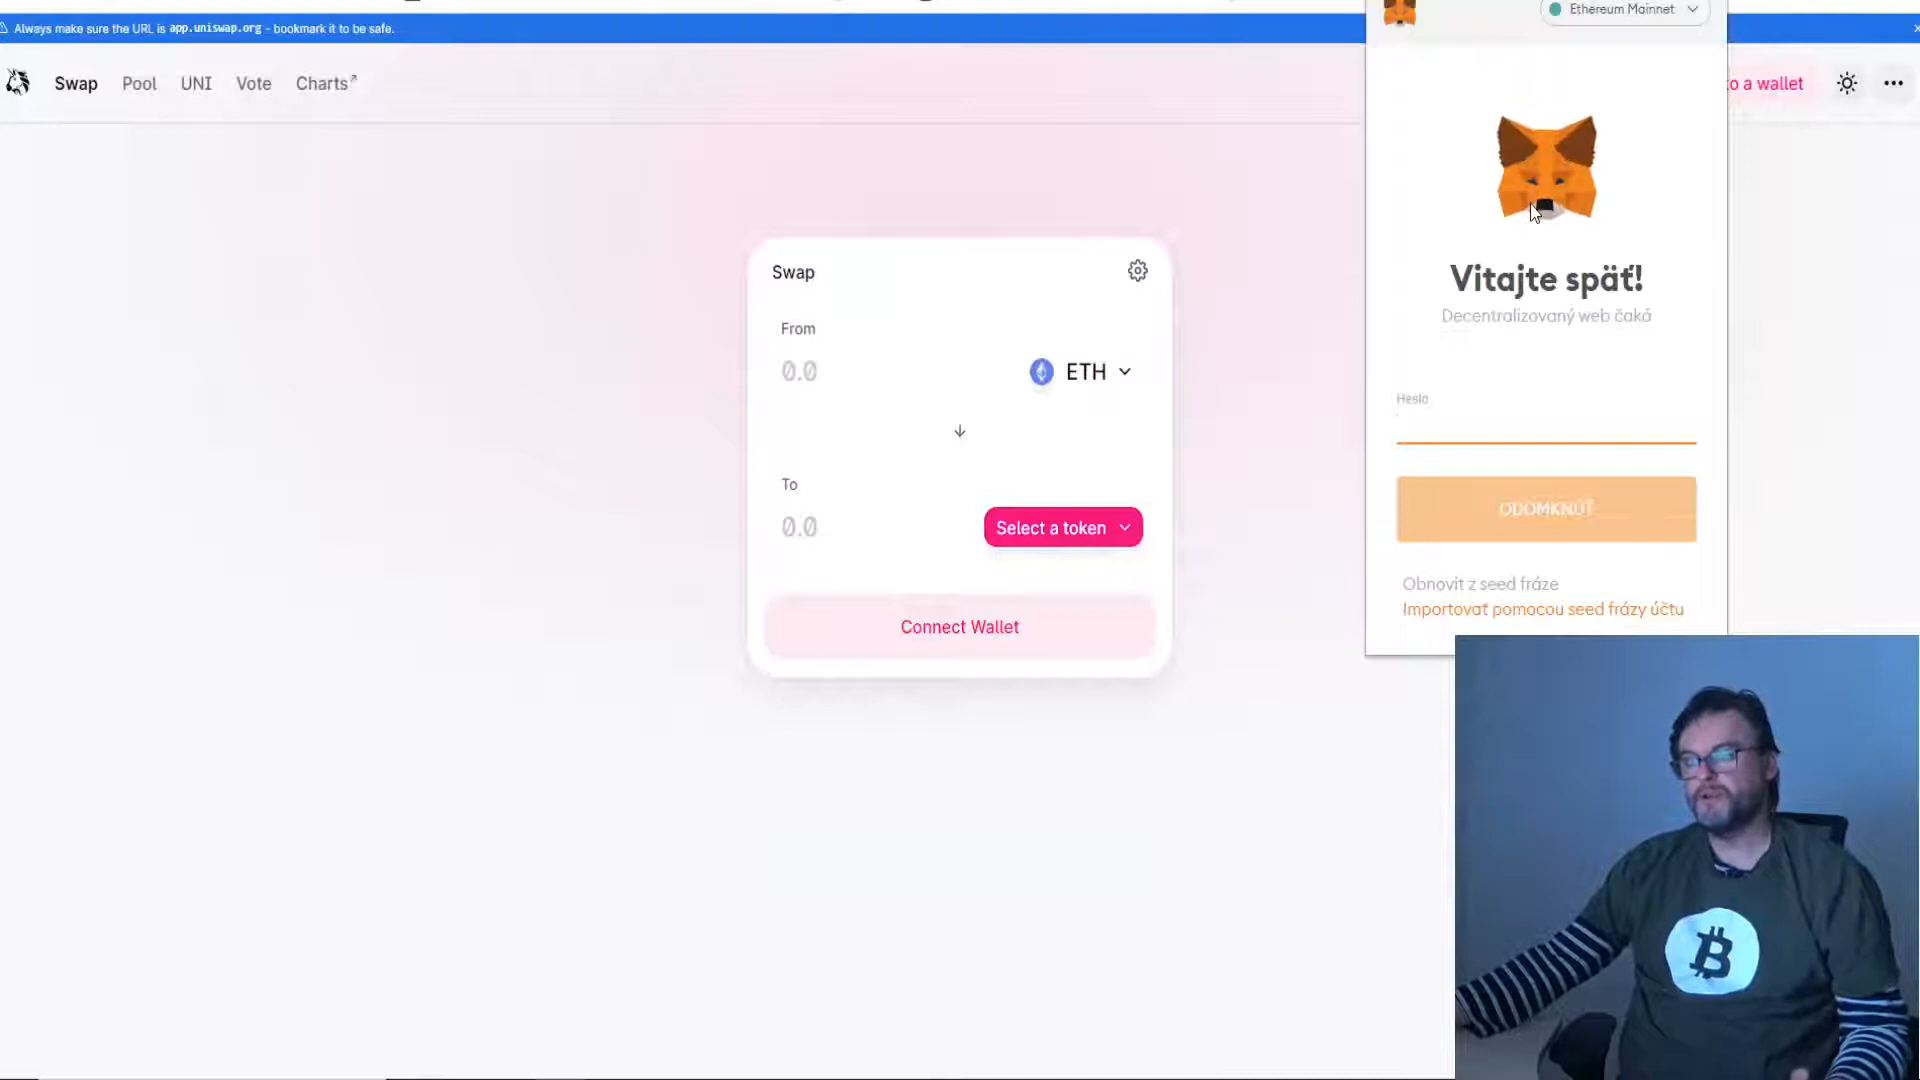 Always make sure the URL is app.uniswap.org - bookmark it to be safe.
Ethereum Mainnet
Swap Pool UNI Vote Charts↗
to a wallet
Swap
From
0.0 ETH
To
0.0 Select a token
Connect Wallet
Vitajte späť!
Decentralizovaný web čaká
Heslo
ODOMKNÚŤ
Obnoviť z seed fráze
Importovať pomocou seed frázy účtu